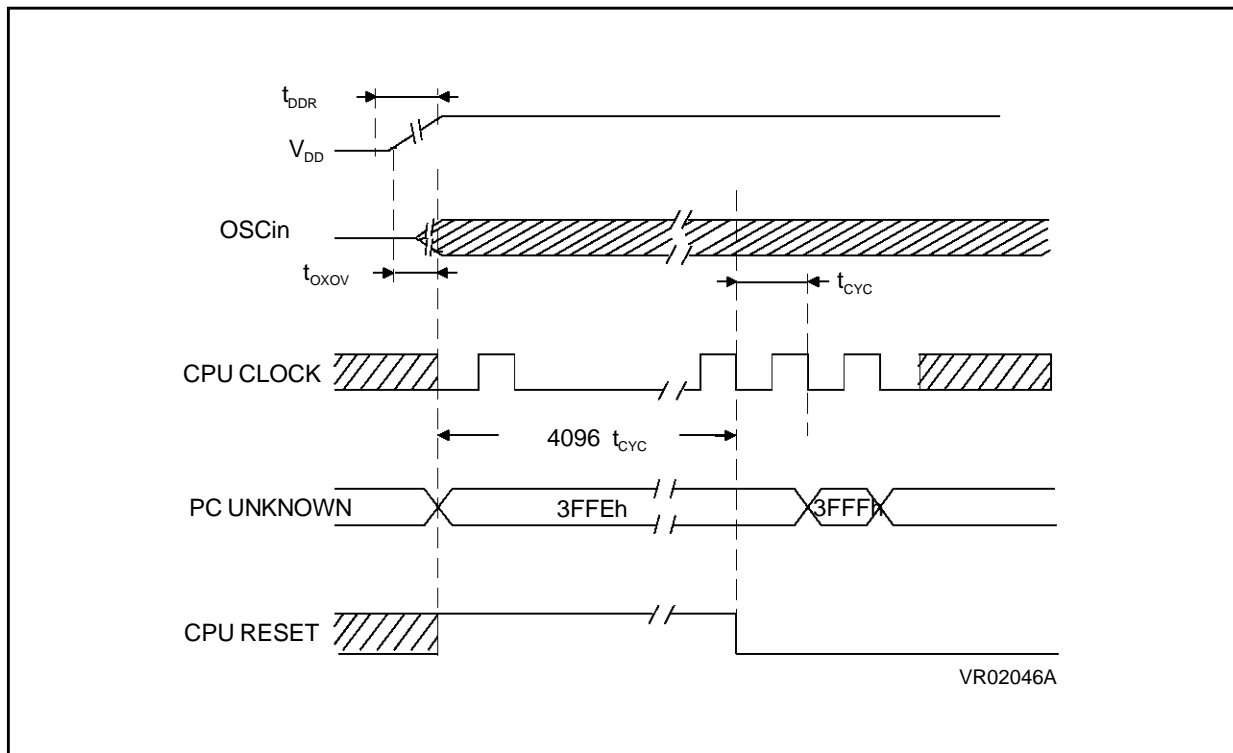 tDDR
VDD
OSCin
tOXOV
tCYC
CPU CLOCK
4096 tCYC
PC UNKNOWN
3FFEh
3FFFh
CPU RESET
VR02046A